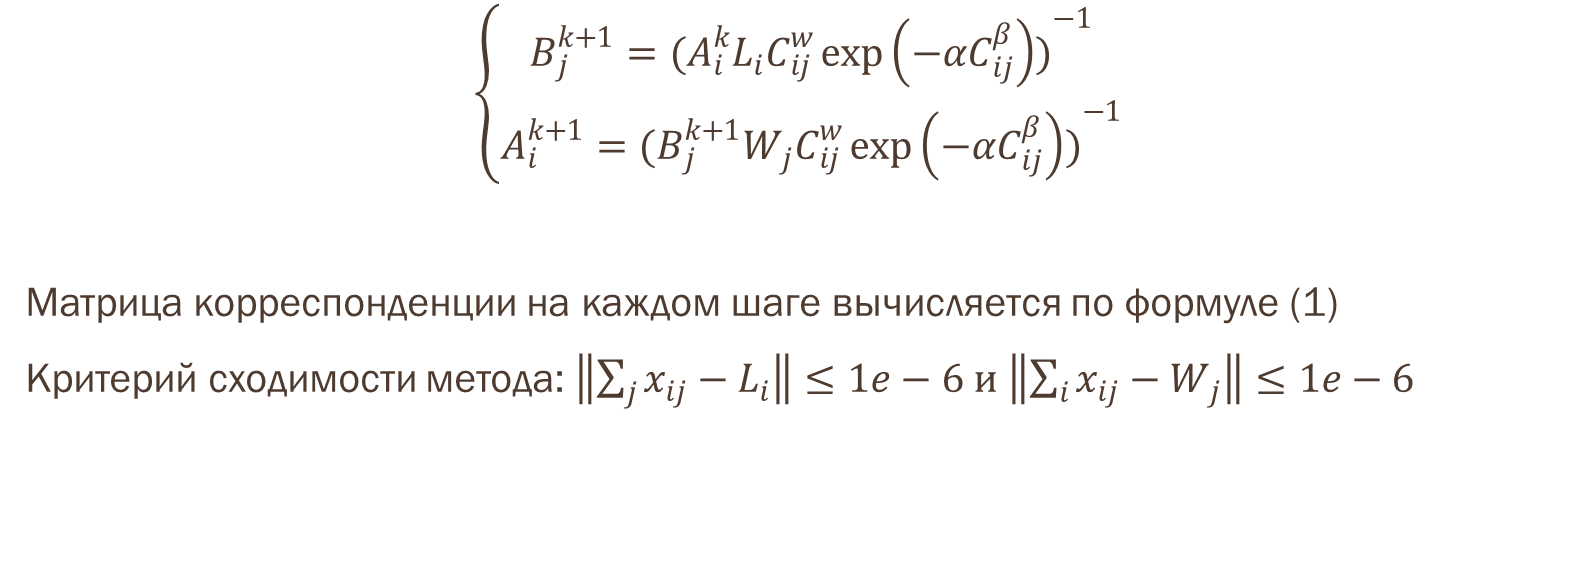 B_j^{k+1} = (A_i^k L_i C_{ij}^w exp(−αC_{ij}^β))^{−1}
A_i^{k+1} = (B_j^{k+1} W_j C_{ij}^w exp(−αC_{ij}^β))^{−1}
Матрица корреспонденции на каждом шаге вычисляется по формуле (1)
Критерий сходимости метода: ‖∑_j x_{ij} − L_i‖ ≤ 1e − 6 и ‖∑_i x_{ij} − W_j‖ ≤ 1e − 6